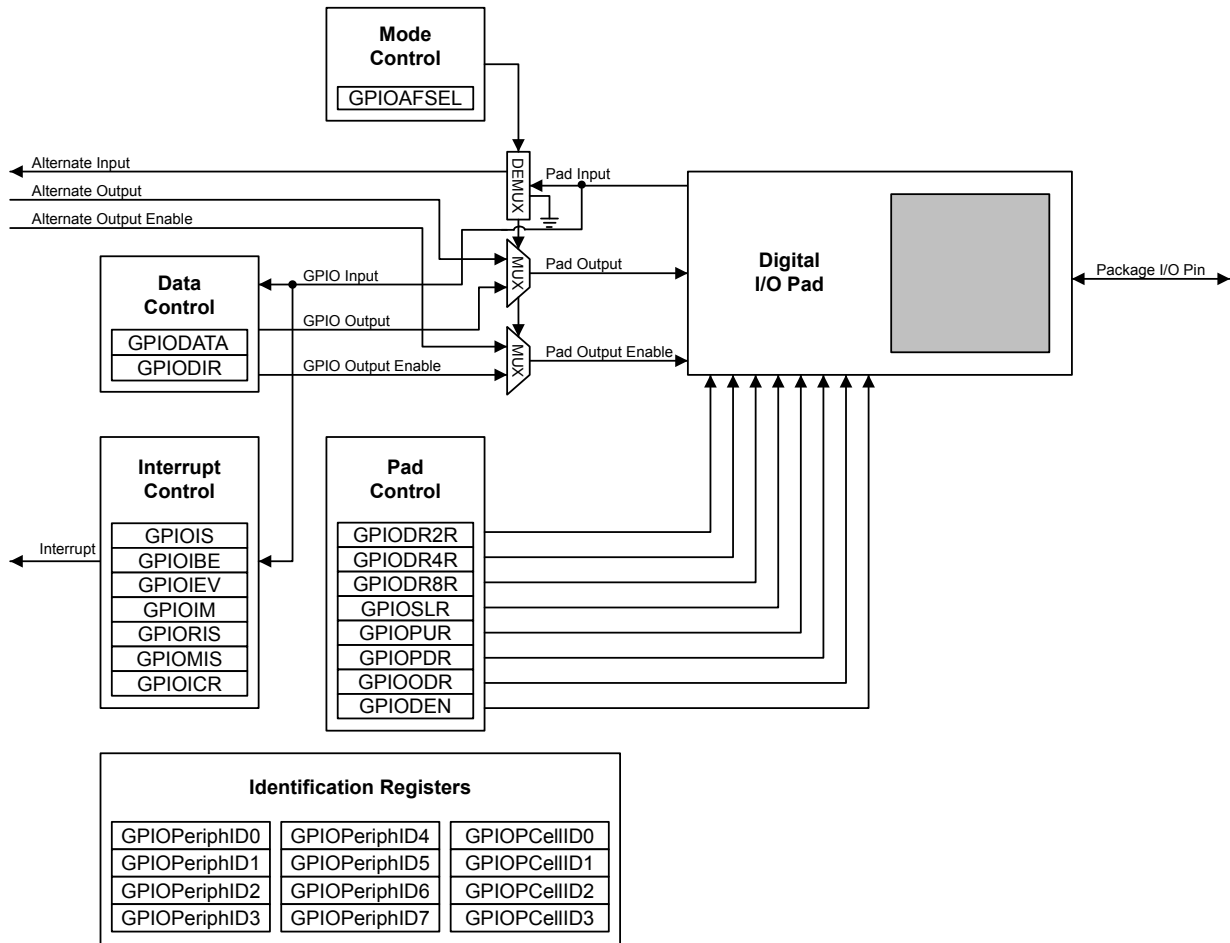 Mode
Control
GPIOAFSEL
Alternate Input
Alternate Output
Alternate Output Enable
DEMUX
Pad Input
MUX
Pad Output
MUX
Pad Output Enable
Digital
I/O Pad
Package I/O Pin
Data
Control
GPIODATA
GPIODIR
GPIO Input
GPIO Output
GPIO Output Enable
Interrupt
Control
GPIOIS
GPIOIBE
GPIOIEV
GPIOIM
GPIORIS
GPIOMIS
GPIOICR
Interrupt
Pad
Control
GPIODR2R
GPIODR4R
GPIODR8R
GPIOSLR
GPIOPUR
GPIOPDR
GPIOODR
GPIODEN
Identification Registers
GPIOPeriphID0
GPIOPeriphID1
GPIOPeriphID2
GPIOPeriphID3
GPIOPeriphID4
GPIOPeriphID5
GPIOPeriphID6
GPIOPeriphID7
GPIOPCellID0
GPIOPCellID1
GPIOPCellID2
GPIOPCellID3